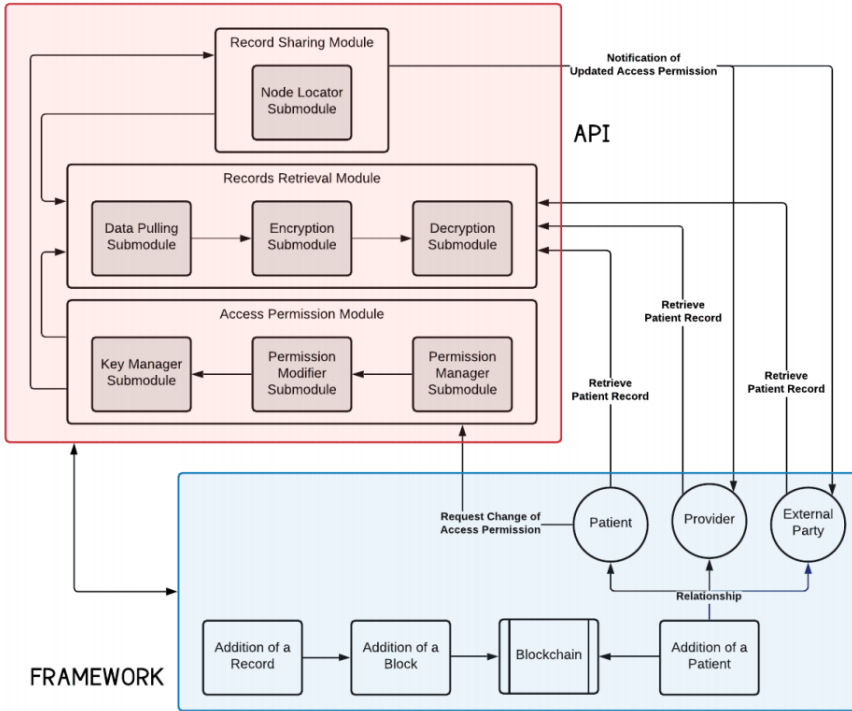 Record Sharing Module
Node Locator
Submodule
Notification of
Updated Access Permission
API
Records Retrieval Module
Data Pulling
Submodule
Encryption
Submodule
Decryption
Submodule
Access Permission Module
Key Manager
Submodule
Permission
Modifier
Submodule
Permission
Manager
Submodule
Retrieve
Patient Record
Retrieve
Patient Record
Retrieve
Patient Record
Request Change of
Access Permission
Patient
Provider
External
Party
Relationship
Addition of a
Record
Addition of a
Block
Blockchain
Addition of a
Patient
FRAMEWORK